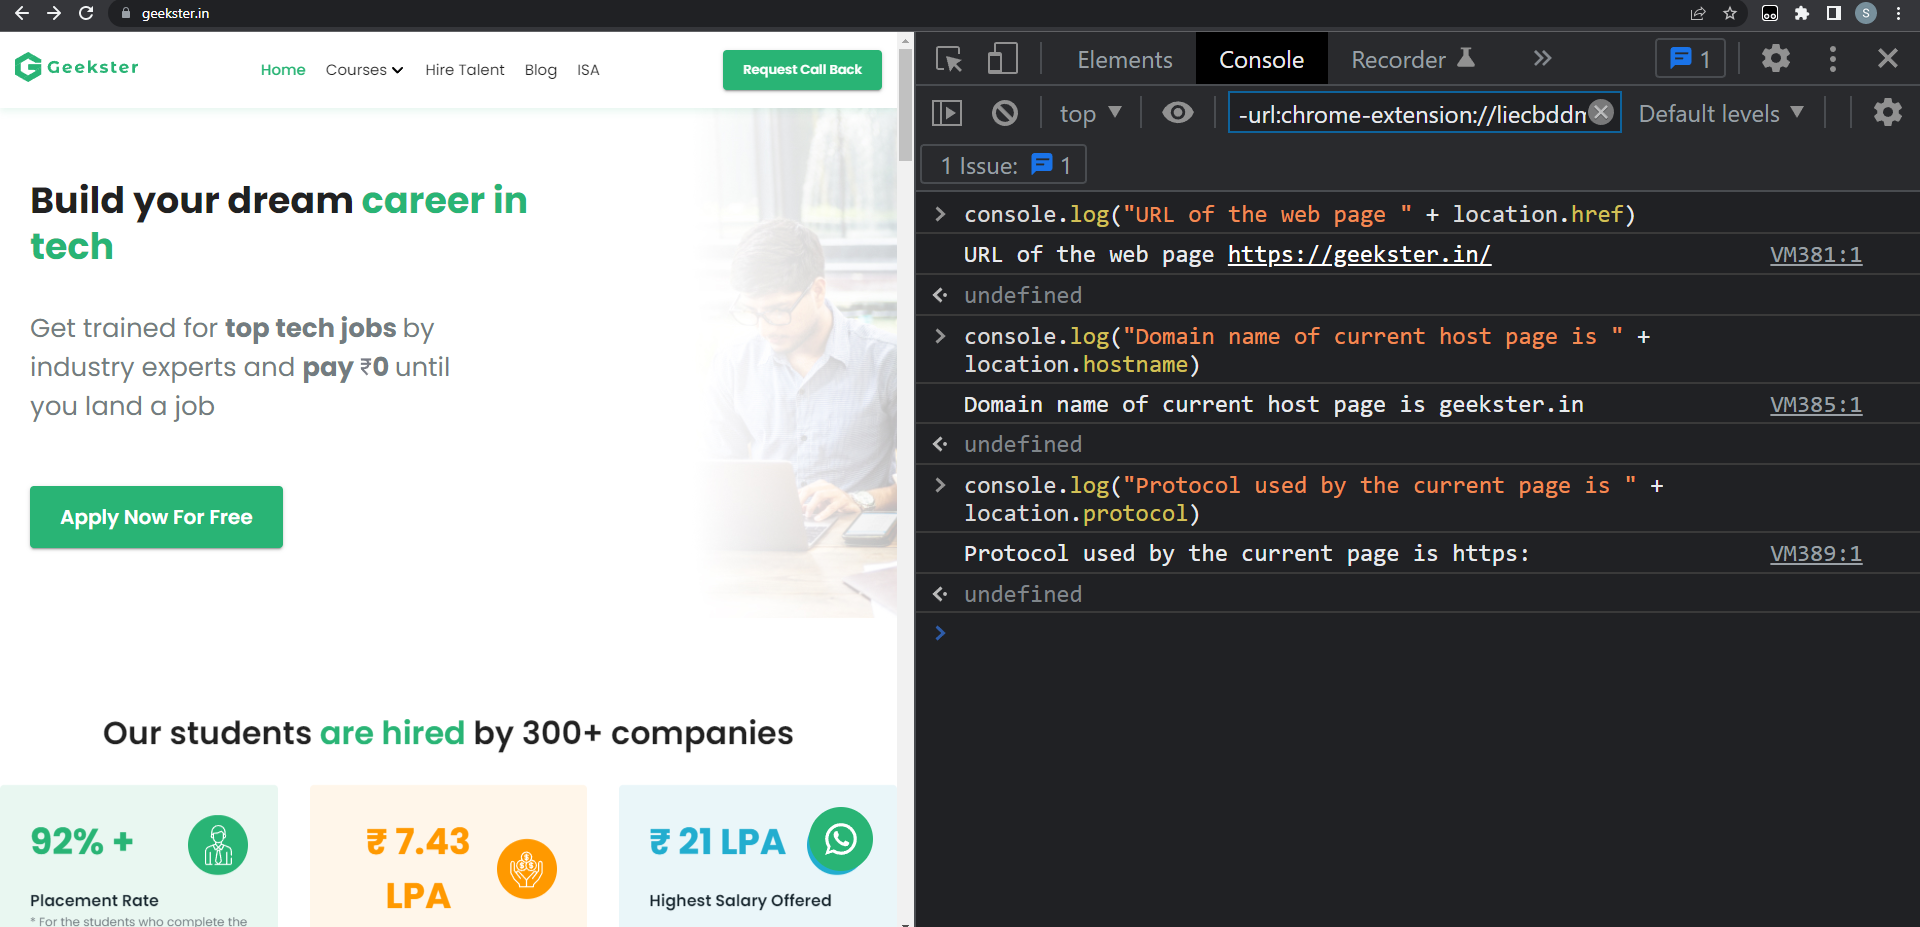 geekster.in
S
Geekster
Home
Courses
Hire Talent
Blog
ISA
Request Call Back
Build your dream career in
tech
Get trained for top tech jobs by
industry experts and pay ₹0 until
you land a job
Apply Now For Free
Our students are hired by 300+ companies
92% +
Placement Rate
* For the students who complete the
₹ 7.43
LPA
₹ 21 LPA
Highest Salary Offered
Elements
Console
Recorder
1
top
-url:chrome-extension://liecbddm
Default levels
1 Issue: 1
console.log("URL of the web page " + location.href)
URL of the web page https://geekster.in/ VM381:1
undefined
console.log("Domain name of current host page is " +
location.hostname)
Domain name of current host page is geekster.in VM385:1
undefined
console.log("Protocol used by the current page is " +
location.protocol)
Protocol used by the current page is https: VM389:1
undefined